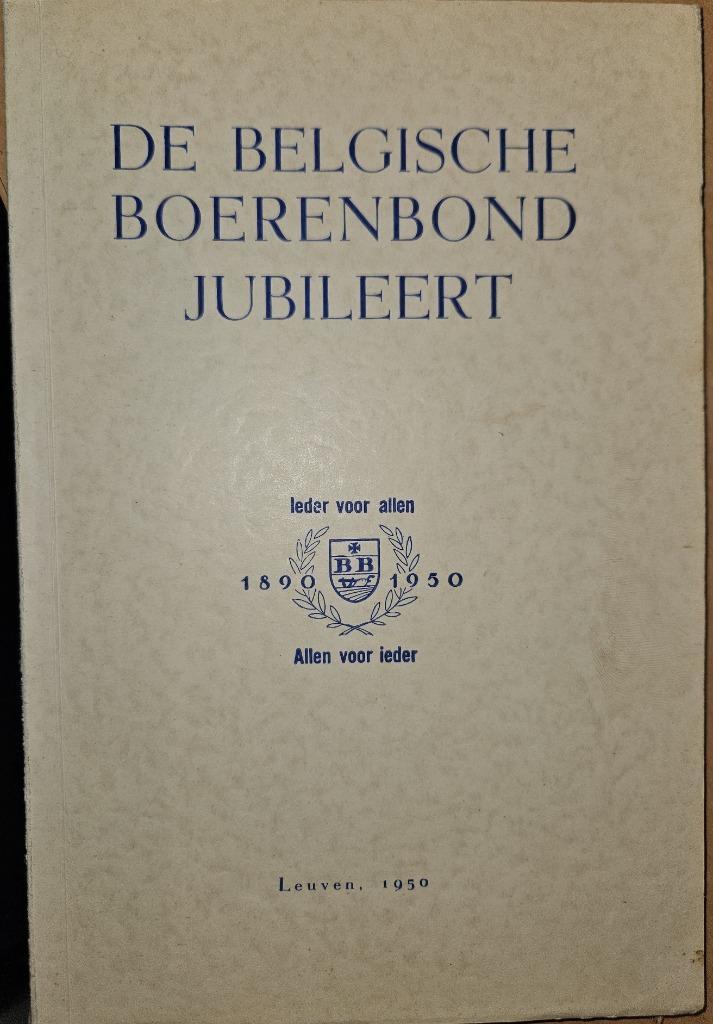 DE BELGISCHE
BOERENBOND
JUBILEERT
Ieder voor allen
BB
1890 1950
Allen voor ieder
Leuven, 1950